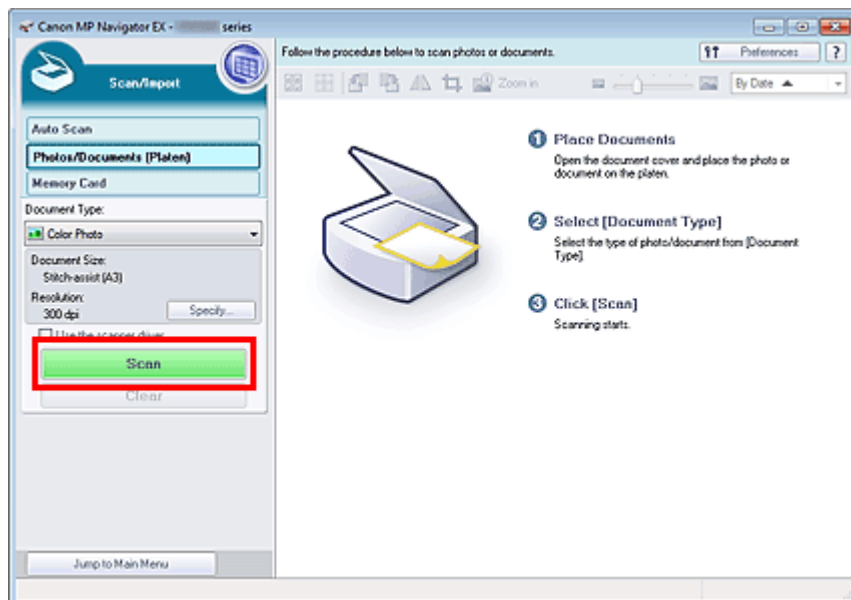 Canon MP Navigator EX - series
Scan/Import
Auto Scan
Photos/Documents (Platen)
Memory Card
Document Type:
Color Photo
Document Size:
Stitch-assist (A3)
Resolution:
300 dpi
Specify...
Use the scanner driver
Scan
Clear
Jump to Main Menu
Follow the procedure below to scan photos or documents.
Preferences
?
Zoom in
By Date
1 Place Documents
Open the document cover and place the photo or
document on the platen.
2 Select [Document Type]
Select the type of photo/document from [Document
Type].
3 Click [Scan]
Scanning starts.